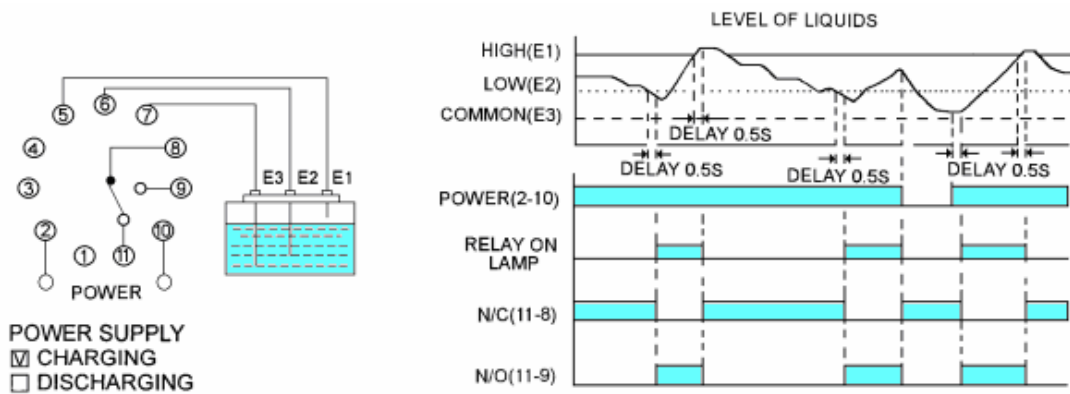 ⑤
⑥
⑦
④
⑧
③
⑨
②
⑩
①
⑪
E3 E2 E1
POWER
POWER SUPPLY
☑ CHARGING
☐ DISCHARGING
LEVEL OF LIQUIDS
HIGH(E1)
LOW(E2)
COMMON(E3)
DELAY 0.5S
DELAY 0.5S
DELAY 0.5S
DELAY 0.5S
POWER(2-10)
RELAY ON
LAMP
N/C(11-8)
N/O(11-9)